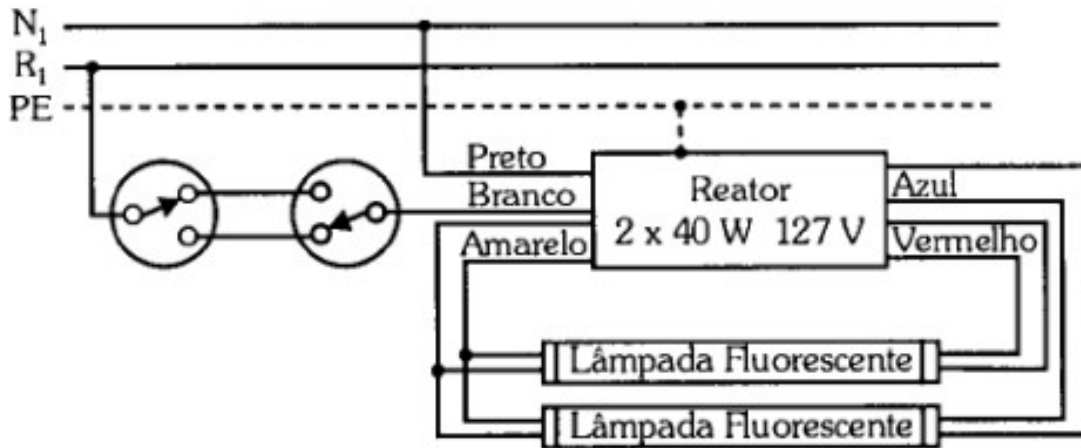 N1
R1
PE
Preto
Branco
Amarelo
Reator
2 x 40 W 127 V
Azul
Vermelho
Lâmpada Fluorescente
Lâmpada Fluorescente